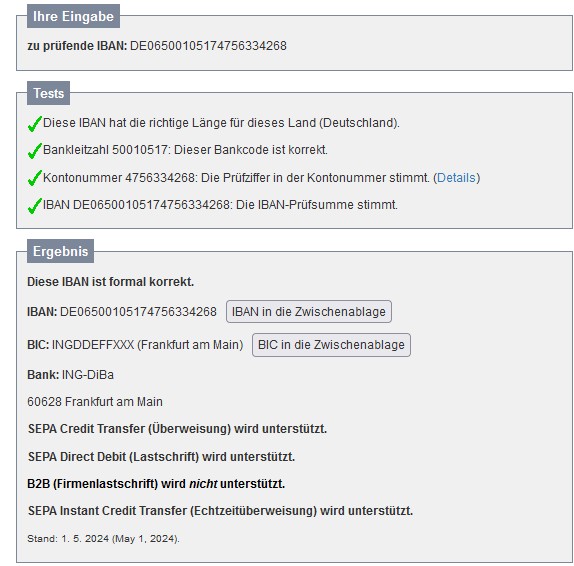 Ihre Eingabe
zu prüfende IBAN: DE06500105174756334268
Tests
Diese IBAN hat die richtige Länge für dieses Land (Deutschland).
Bankleitzahl 50010517: Dieser Bankcode ist korrekt.
Kontonummer 4756334268: Die Prüfziffer in der Kontonummer stimmt. (Details)
IBAN DE06500105174756334268: Die IBAN-Prüfsumme stimmt.
Ergebnis
Diese IBAN ist formal korrekt.
IBAN: DE06500105174756334268 IBAN in die Zwischenablage
BIC: INGDDEFFXXX (Frankfurt am Main) BIC in die Zwischenablage
Bank: ING-DiBa
60628 Frankfurt am Main
SEPA Credit Transfer (Überweisung) wird unterstützt.
SEPA Direct Debit (Lastschrift) wird unterstützt.
B2B (Firmenlastschrift) wird nicht unterstützt.
SEPA Instant Credit Transfer (Echtzeitüberweisung) wird unterstützt.
Stand: 1. 5. 2024 (May 1, 2024).